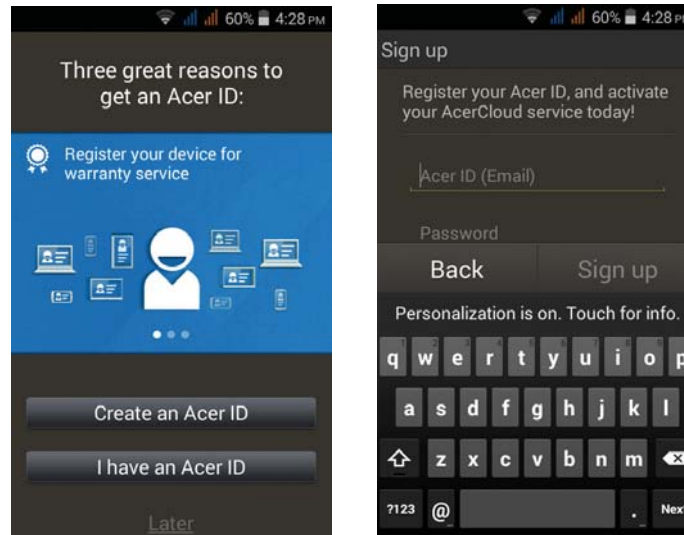 60% 4:28 PM
Three great reasons to
get an Acer ID:
Register your device for
warranty service
Create an Acer ID
I have an Acer ID
Later
60% 4:28 PM
Sign up
Register your Acer ID, and activate
your AcerCloud service today!
Acer ID (Email)
Password
Back Sign up
Personalization is on. Touch for info.
q w e r t y u i o p
a s d f g h j k l
z x c v b n m
?123 @ . Next